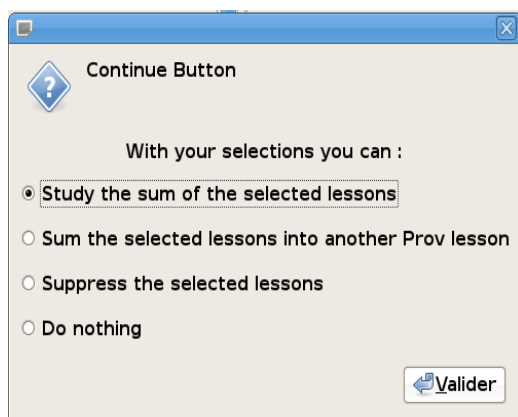 Continue Button
With your selections you can :
Study the sum of the selected lessons
Sum the selected lessons into another Prov lesson
Suppress the selected lessons
Do nothing
Valider